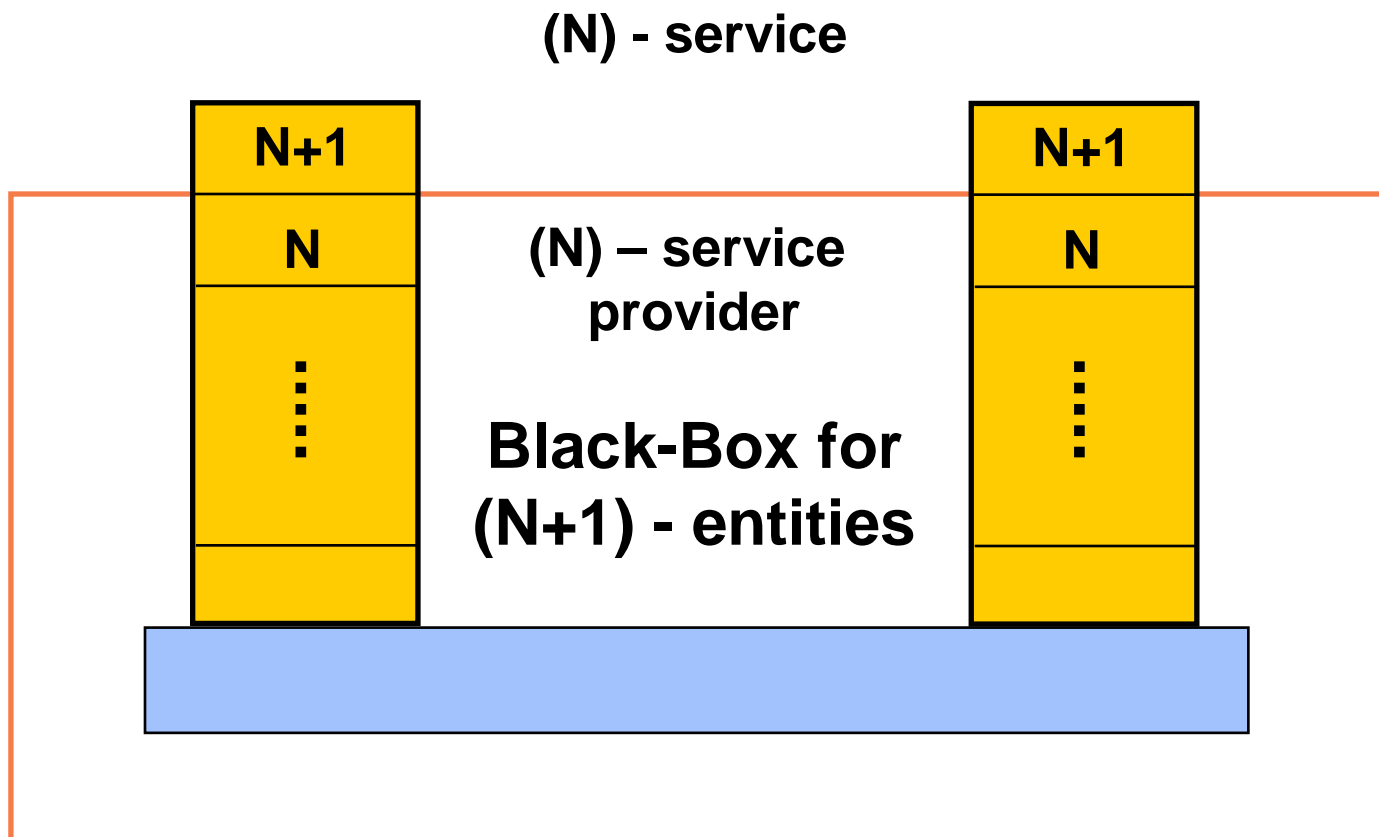 (N) - service
N+1
N+1
N
(N) – service
provider
N
Black-Box for
(N+1) - entities